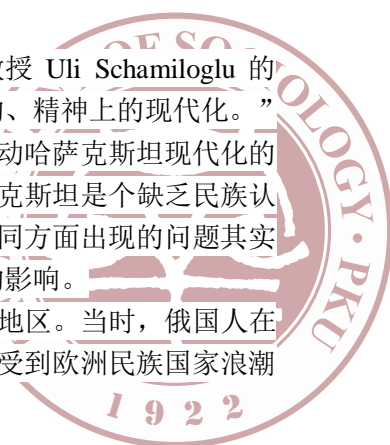 授 Uli Schamiloglu 的
、精神上的现代化。”
动哈萨克斯坦现代化的
克斯坦是个缺乏民族认
同方面出现的问题其实
影响。
地区。当时，俄国人在
受到欧洲民族国家浪潮
OF SOCIOLOGY · PKU
1922